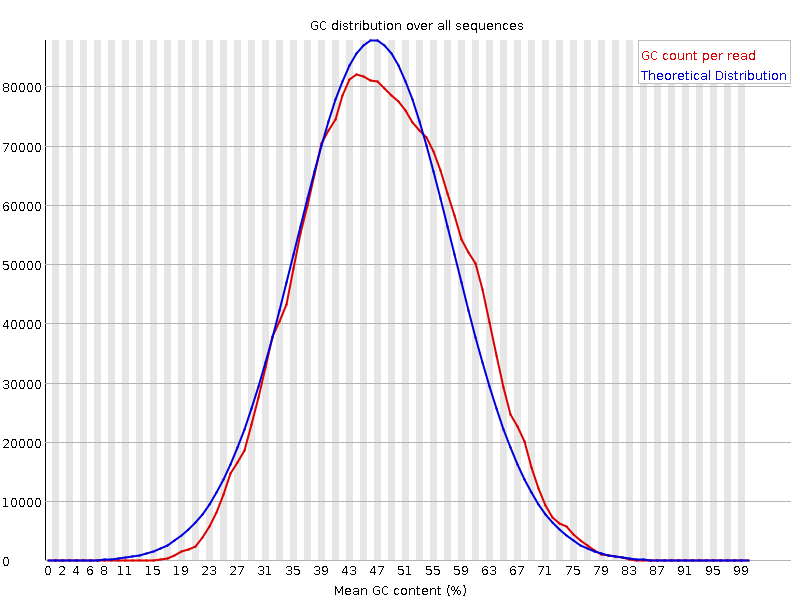 GC distribution over all sequences
GC count per read
Theoretical Distribution
80000
70000
60000
50000
40000
30000
20000
10000
0
0 2 4 6 8 11 15 19 23 27 31 35 39 43 47 51 55 59 63 67 71 75 79 83 87 91 95 99
Mean GC content (%)